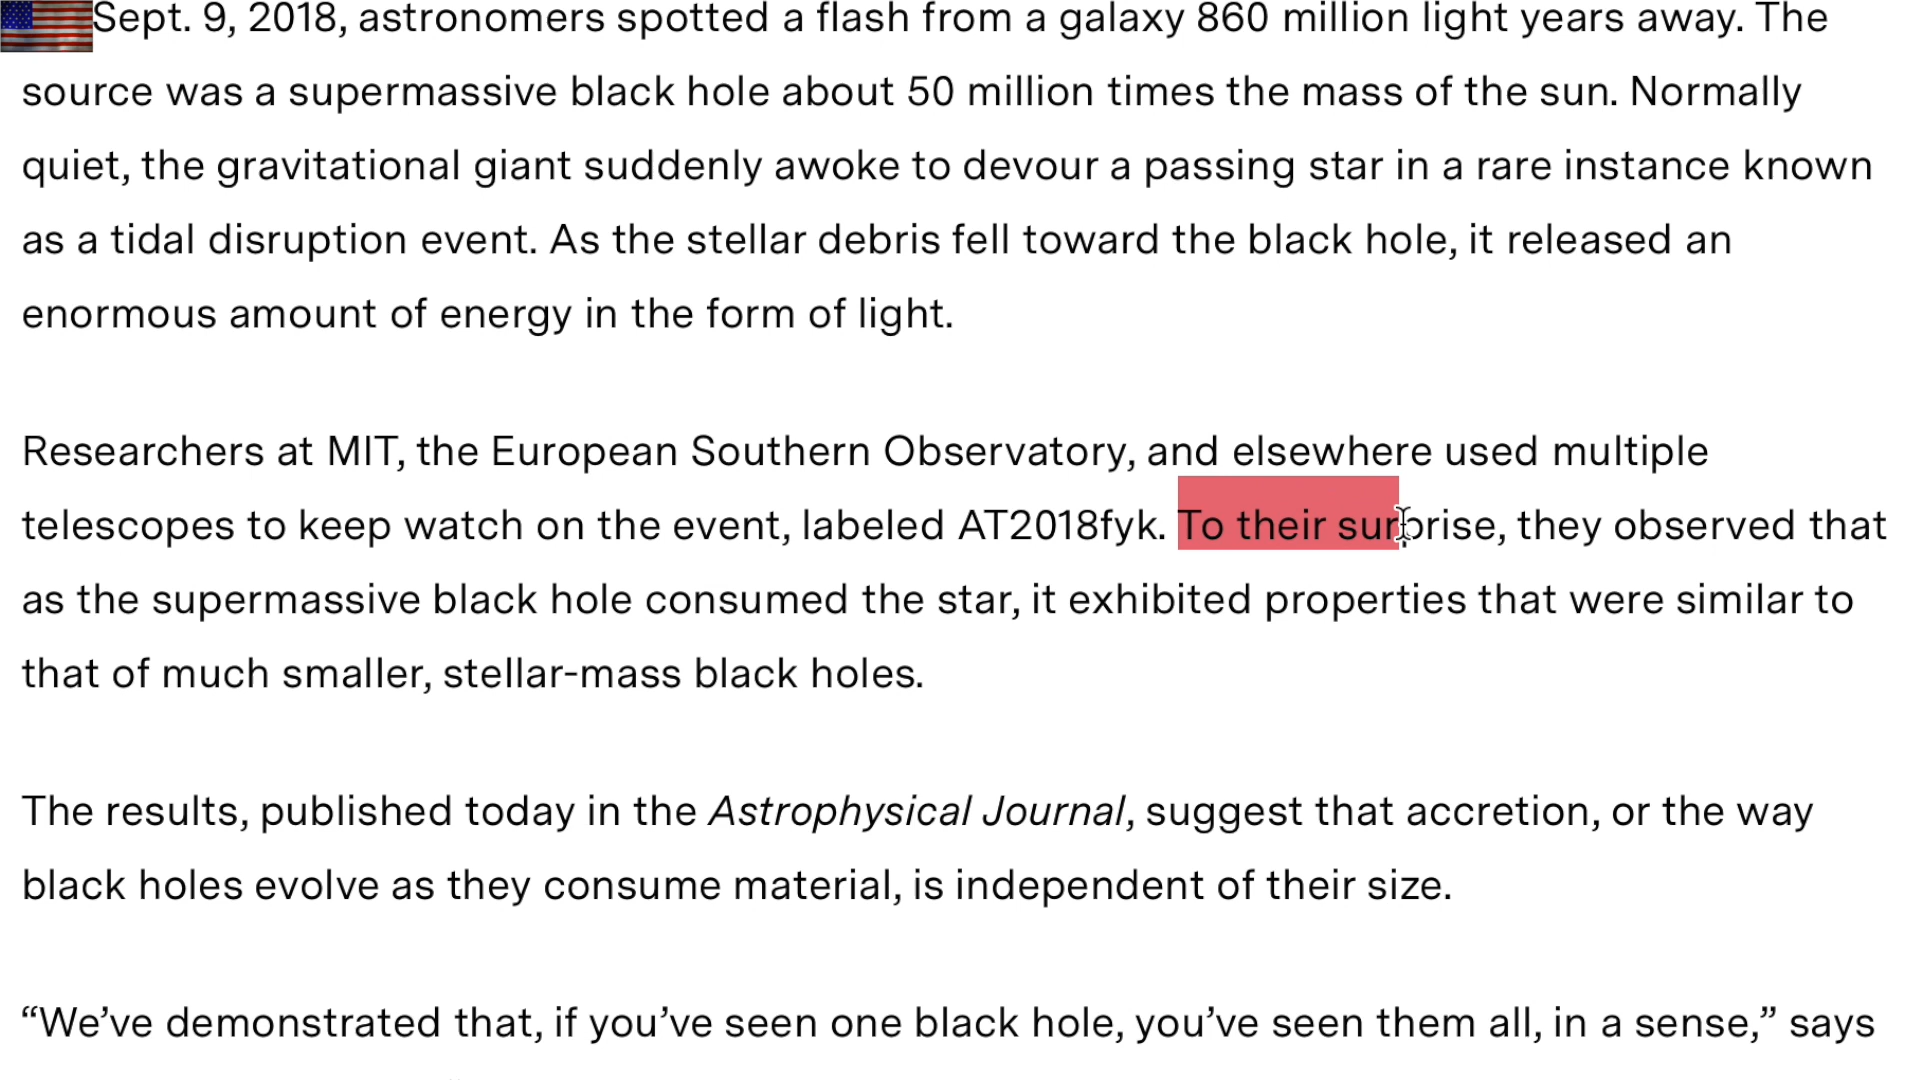 Sept. 9, 2018, astronomers spotted a flash from a galaxy 860 million light years away. The
source was a supermassive black hole about 50 million times the mass of the sun. Normally
quiet, the gravitational giant suddenly awoke to devour a passing star in a rare instance known
as a tidal disruption event. As the stellar debris fell toward the black hole, it released an
enormous amount of energy in the form of light.
Researchers at MIT, the European Southern Observatory, and elsewhere used multiple
telescopes to keep watch on the event, labeled AT2018fyk. To their surprise, they observed that
as the supermassive black hole consumed the star, it exhibited properties that were similar to
that of much smaller, stellar-mass black holes.
The results, published today in the Astrophysical Journal, suggest that accretion, or the way
black holes evolve as they consume material, is independent of their size.
“We’ve demonstrated that, if you’ve seen one black hole, you’ve seen them all, in a sense,” says